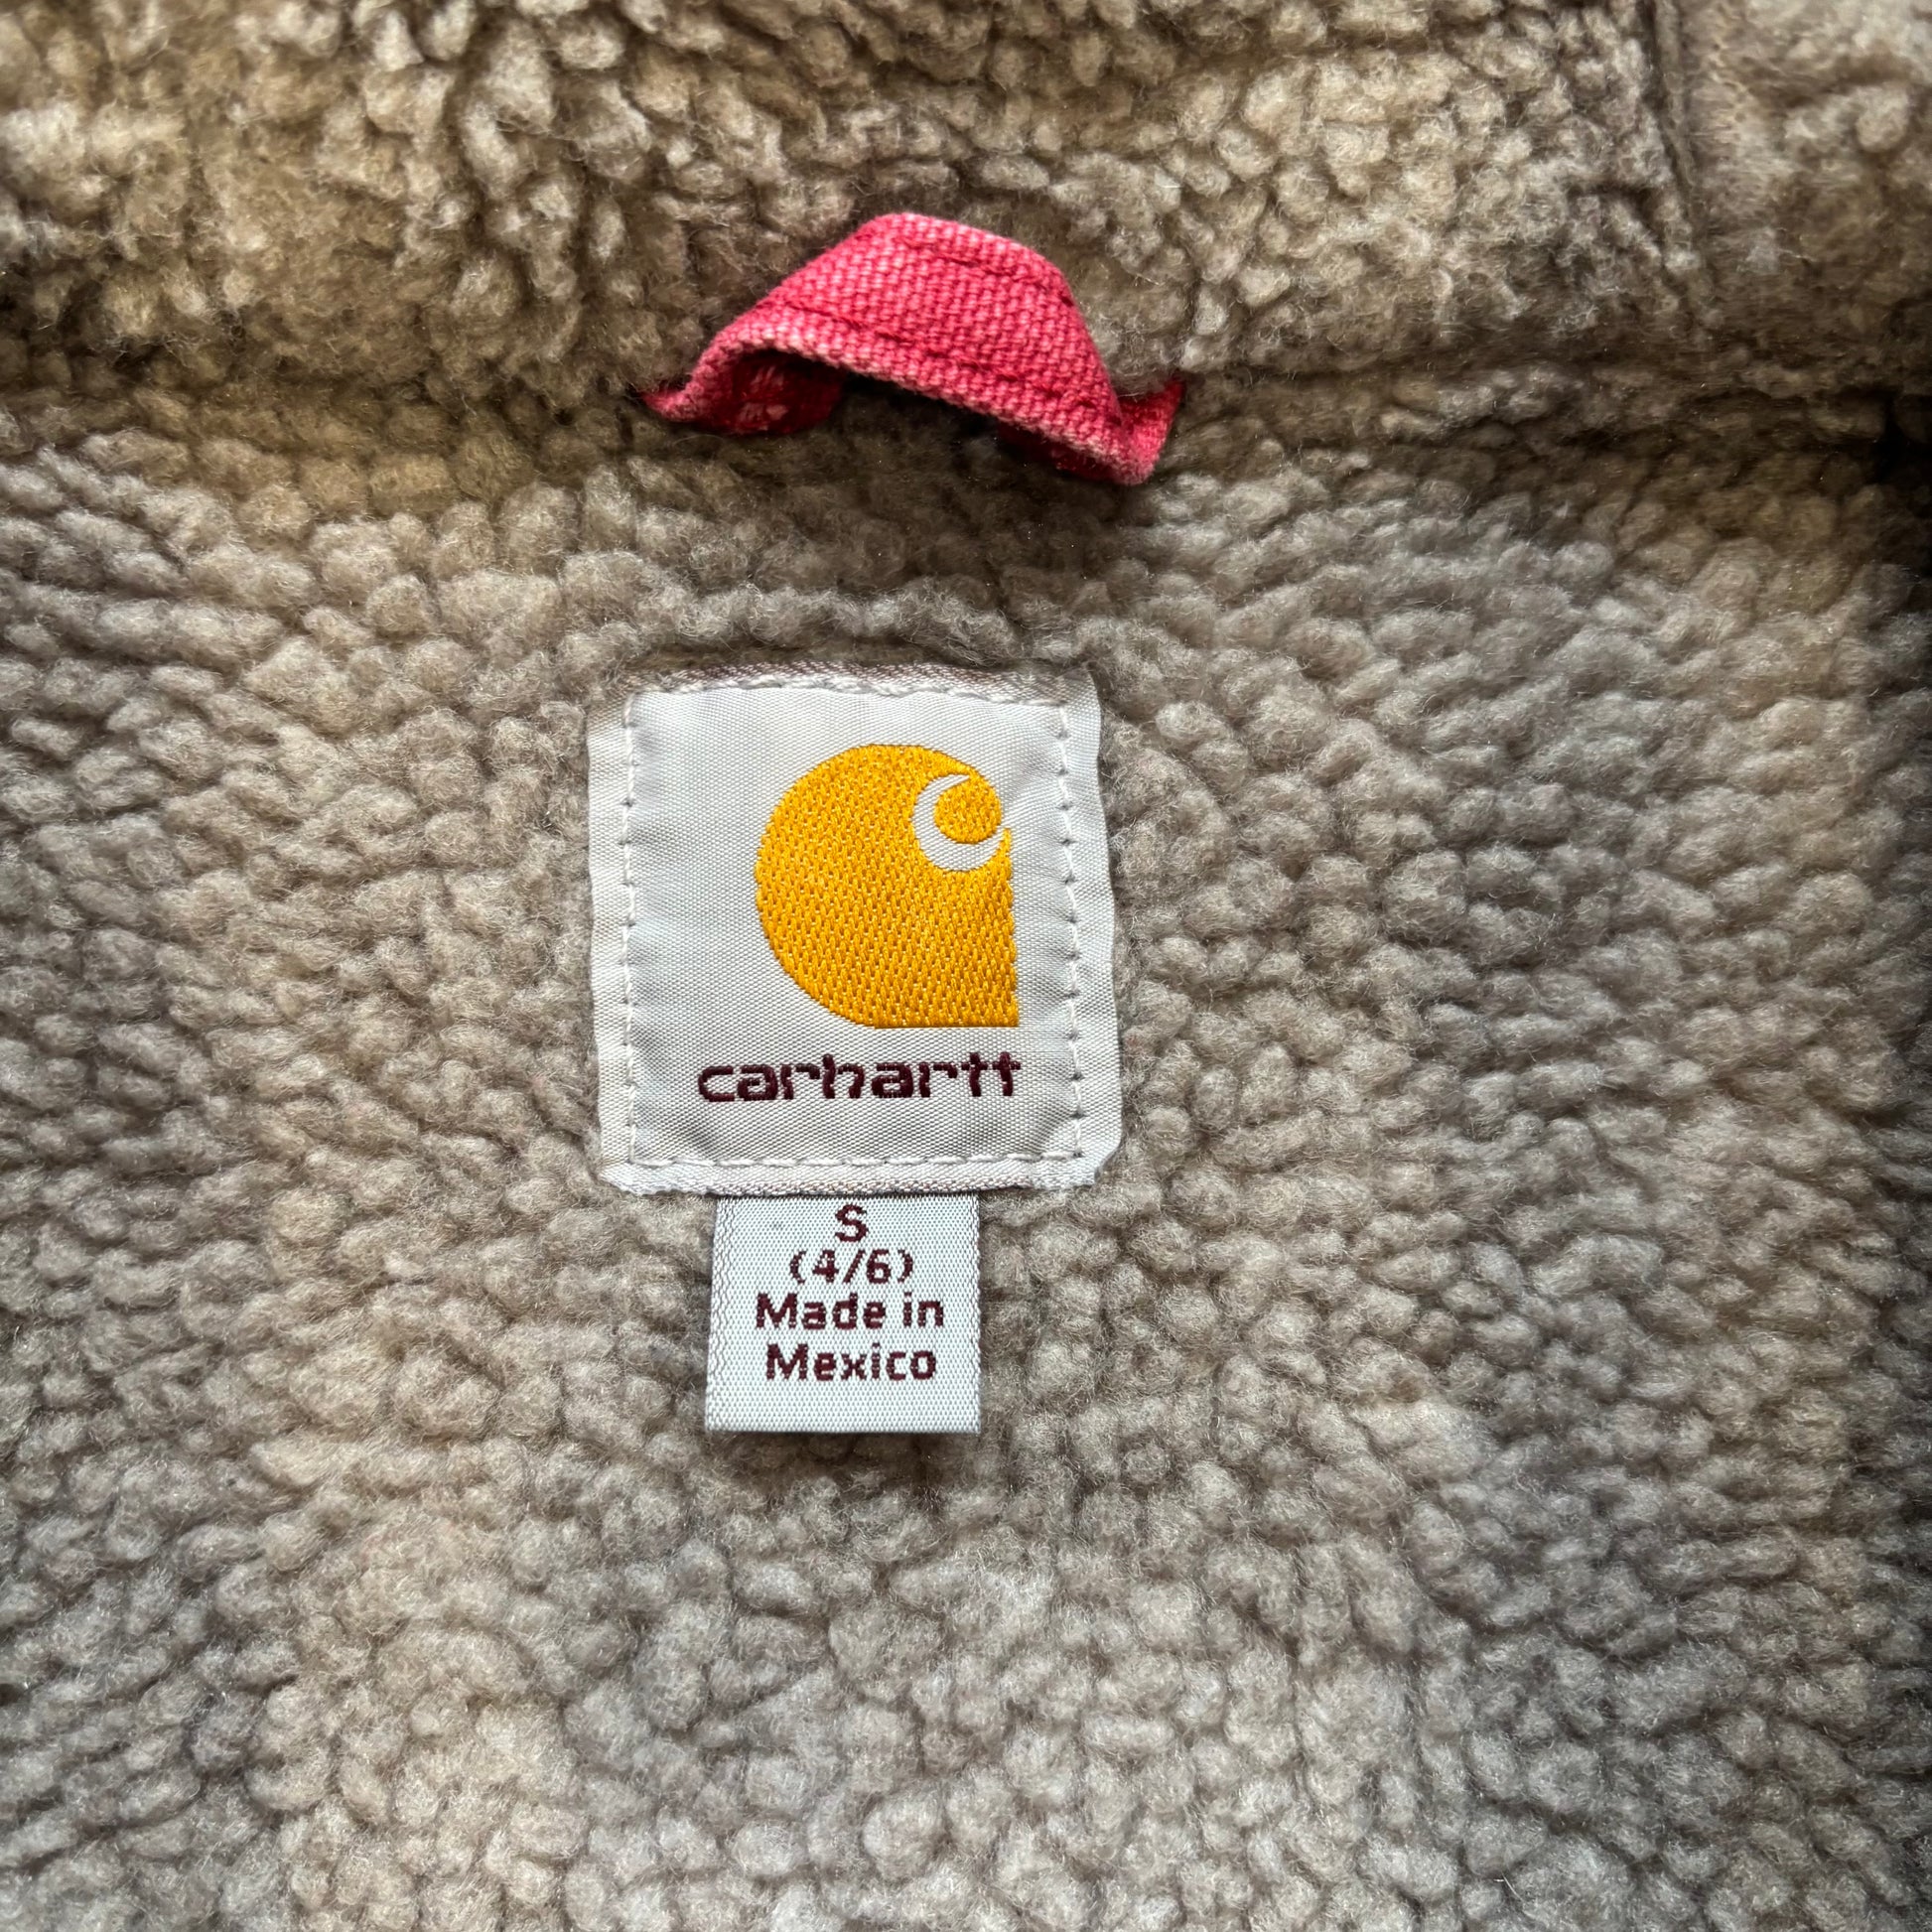 carhartt
S
(4/6)
Made in
Mexico